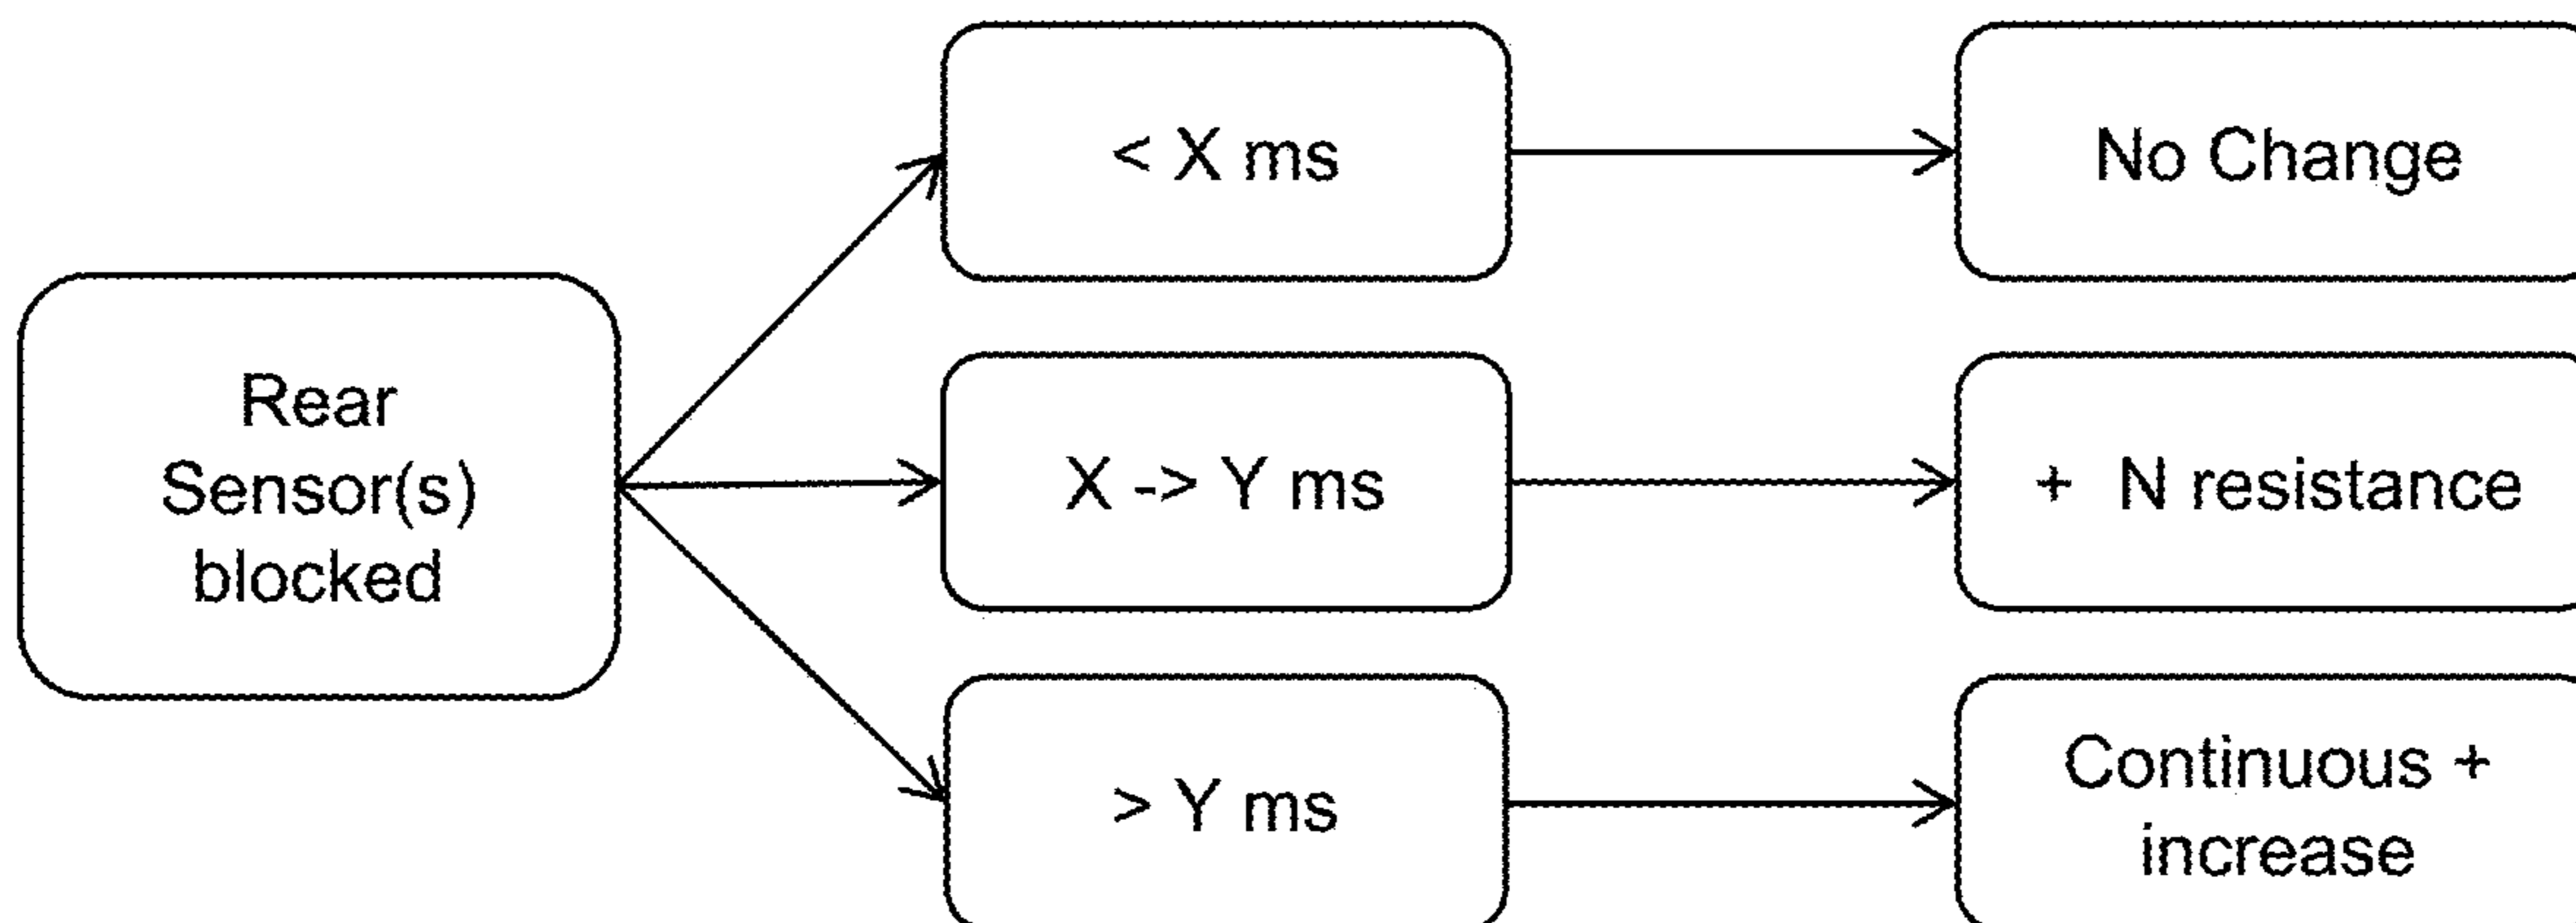 < X ms
No Change
Rear
Sensor(s)
blocked
X -> Y ms
+ N resistance
> Y ms
Continuous +
increase